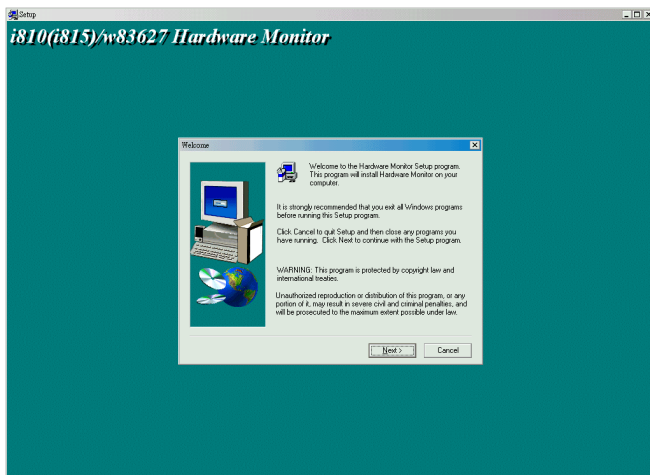 Setup
i810(i815)/w83627 Hardware Monitor
Welcome
Welcome to the Hardware Monitor Setup program.
This program will install Hardware Monitor on your
computer.
It is strongly recommended that you exit all Windows programs
before running this Setup program.
Click Cancel to quit Setup and then close any programs you
have running. Click Next to continue with the Setup program.
WARNING: This program is protected by copyright law and
international treaties.
Unauthorized reproduction or distribution of this program, or any
portion of it, may result in severe civil and criminal penalties, and
will be prosecuted to the maximum extent possible under law.
Next > Cancel